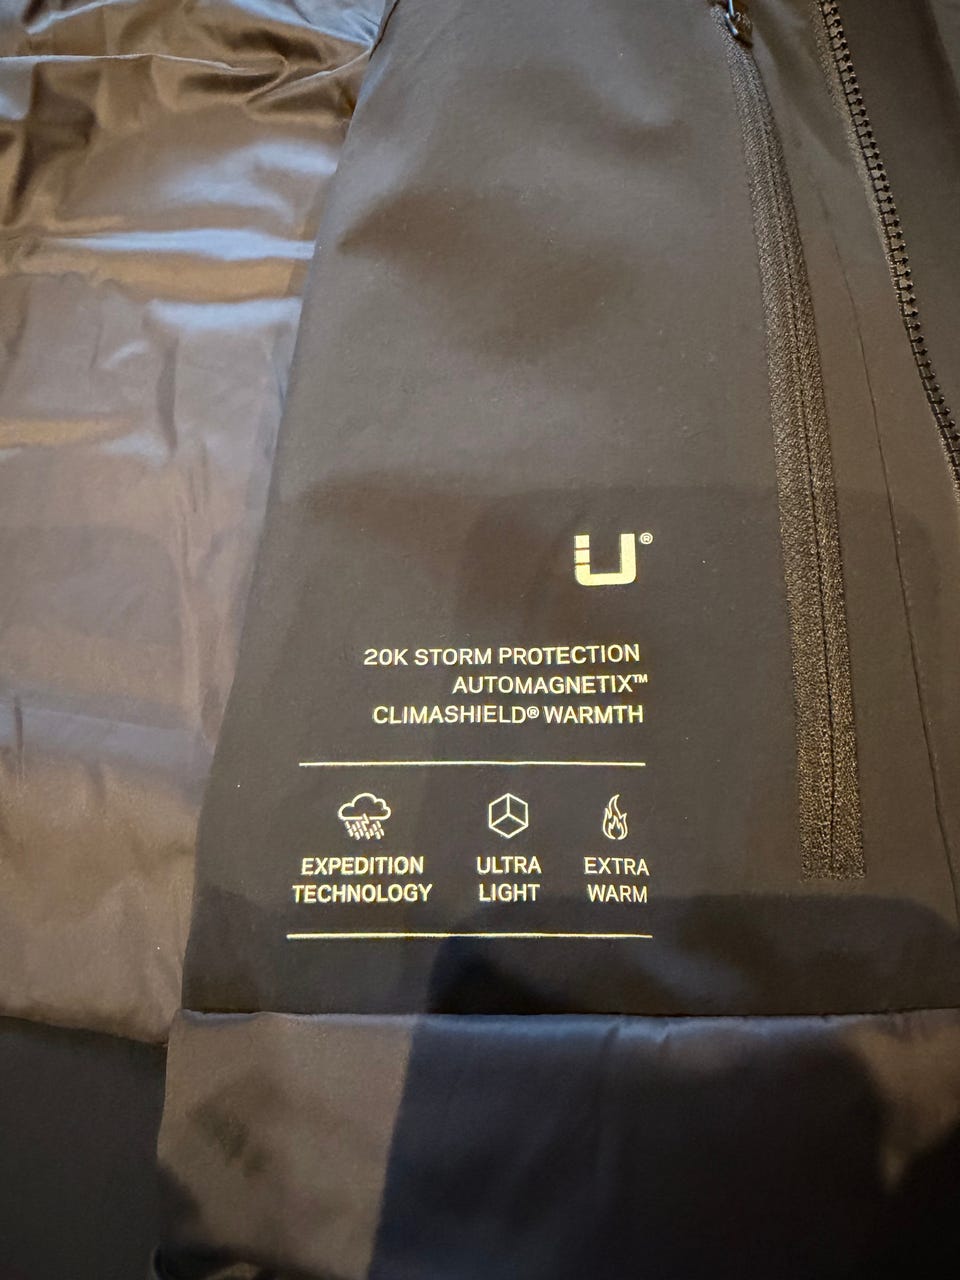 U®
20K STORM PROTECTION
AUTOMAGNETIX™
CLIMASHIELD® WARMTH
EXPEDITION TECHNOLOGY
ULTRA LIGHT
EXTRA WARM